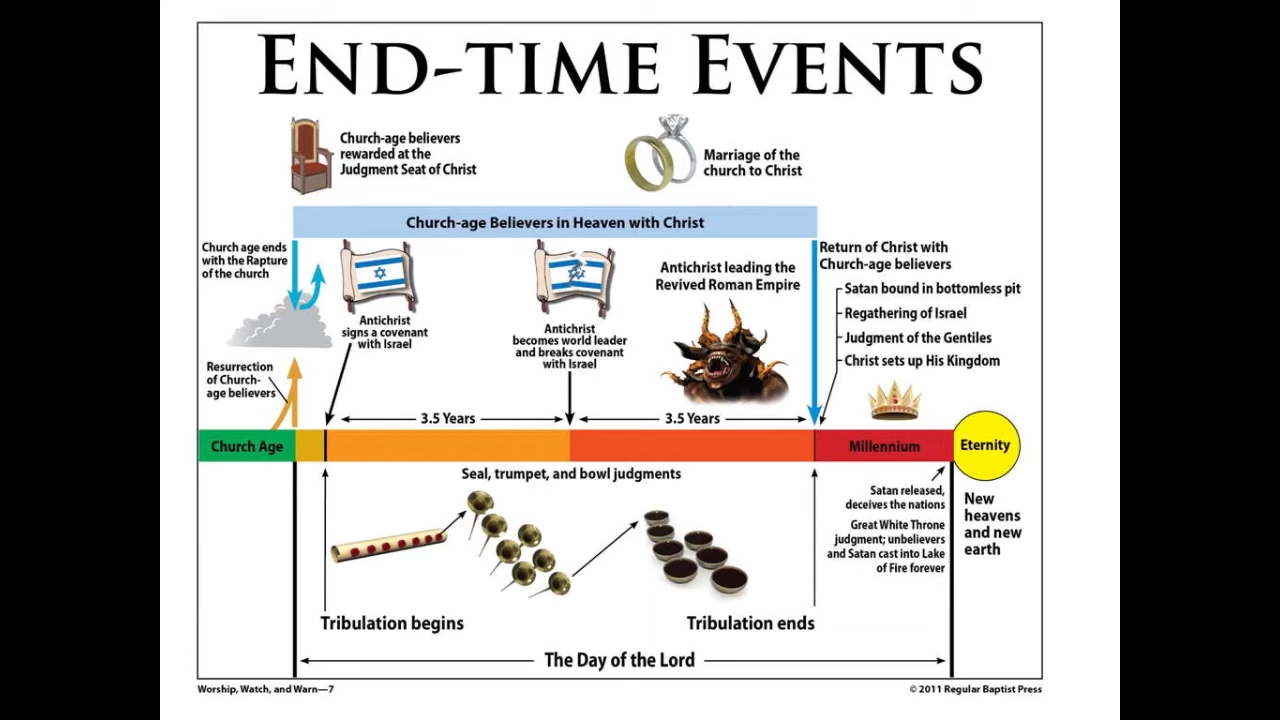 END-TIME EVENTS
Church-age believers
rewarded at the
Judgment Seat of Christ
Marriage of the
church to Christ
Church-age Believers in Heaven with Christ
Church age ends
with the Rapture
of the church
Antichrist
signs a covenant
with Israel
Antichrist
becomes world leader
and breaks covenant
with Israel
Antichrist leading the
Revived Roman Empire
Return of Christ with
Church-age believers
Satan bound in bottomless pit
Regathering of Israel
Judgment of the Gentiles
Christ sets up His Kingdom
Resurrection
of Church-
age believers
3.5 Years
3.5 Years
Church Age
Millennium
Eternity
Seal, trumpet, and bowl judgments
Satan released,
deceives the nations
Great White Throne
judgment; unbelievers
and Satan cast into Lake
of Fire forever
New
heavens
and new
earth
Tribulation begins
Tribulation ends
The Day of the Lord
Worship, Watch, and Warn—7
© 2011 Regular Baptist Press